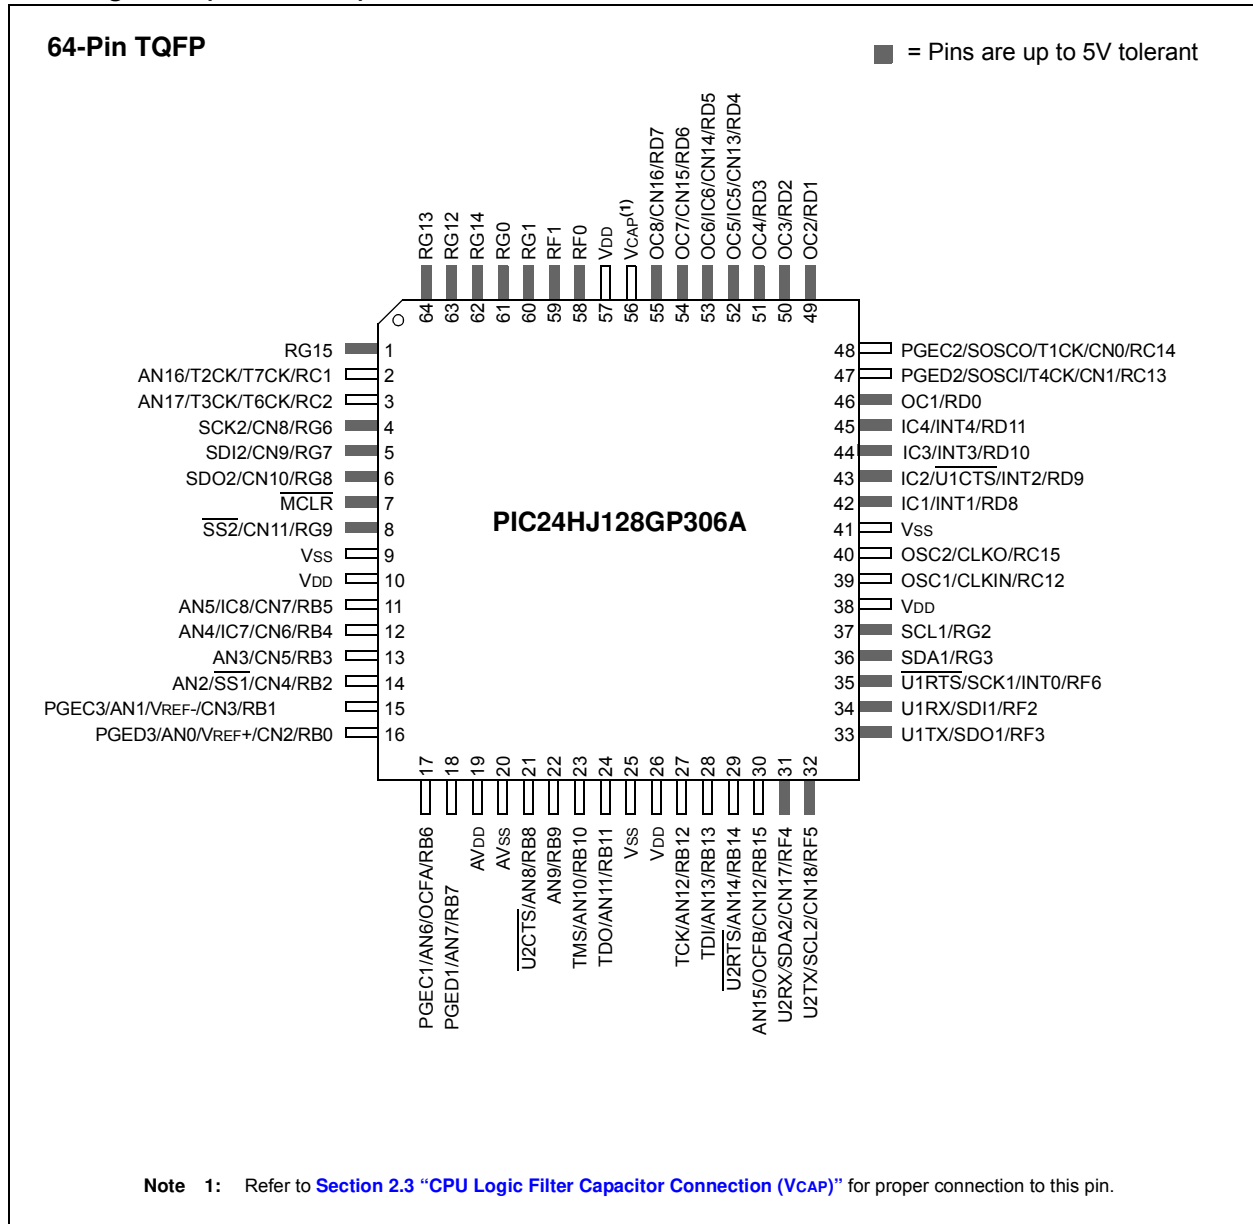 64-Pin TQFP
= Pins are up to 5V tolerant
RG13
RG12
RG14
RG0
RG1
RF1
RF0
VDD
VCAP(1)
OC8/CN16/RD7
OC7/CN15/RD6
OC6/IC6/CN14/RD5
OC5/IC5/CN13/RD4
OC4/RD3
OC3/RD2
OC2/RD1
64
63
62
61
60
59
58
57
56
55
54
53
52
51
50
49
RG15 1
AN16/T2CK/T7CK/RC1 2
AN17/T3CK/T6CK/RC2 3
SCK2/CN8/RG6 4
SDI2/CN9/RG7 5
SDO2/CN10/RG8 6
MCLR 7
SS2/CN11/RG9 8
VSS 9
VDD 10
AN5/IC8/CN7/RB5 11
AN4/IC7/CN6/RB4 12
AN3/CN5/RB3 13
AN2/SS1/CN4/RB2 14
PGEC3/AN1/VREF-/CN3/RB1 15
PGED3/AN0/VREF+/CN2/RB0 16
PIC24HJ128GP306A
48 PGEC2/SOSCO/T1CK/CN0/RC14
47 PGED2/SOSCI/T4CK/CN1/RC13
46 OC1/RD0
45 IC4/INT4/RD11
44 IC3/INT3/RD10
43 IC2/U1CTS/INT2/RD9
42 IC1/INT1/RD8
41 VSS
40 OSC2/CLKO/RC15
39 OSC1/CLKIN/RC12
38 VDD
37 SCL1/RG2
36 SDA1/RG3
35 U1RTS/SCK1/INT0/RF6
34 U1RX/SDI1/RF2
33 U1TX/SDO1/RF3
17
18
19
20
21
22
23
24
25
26
27
28
29
30
31
32
PGEC1/AN6/OCFA/RB6
PGED1/AN7/RB7
AVDD
AVSS
U2CTS/AN8/RB8
AN9/RB9
TMS/AN10/RB10
TDO/AN11/RB11
VSS
VDD
TCK/AN12/RB12
TDI/AN13/RB13
U2RTS/AN14/RB14
AN15/OCFB/CN12/RB15
U2RX/SDA2/CN17/RF4
U2TX/SCL2/CN18/RF5
Note 1: Refer to Section 2.3 “CPU Logic Filter Capacitor Connection (VCAP)” for proper connection to this pin.